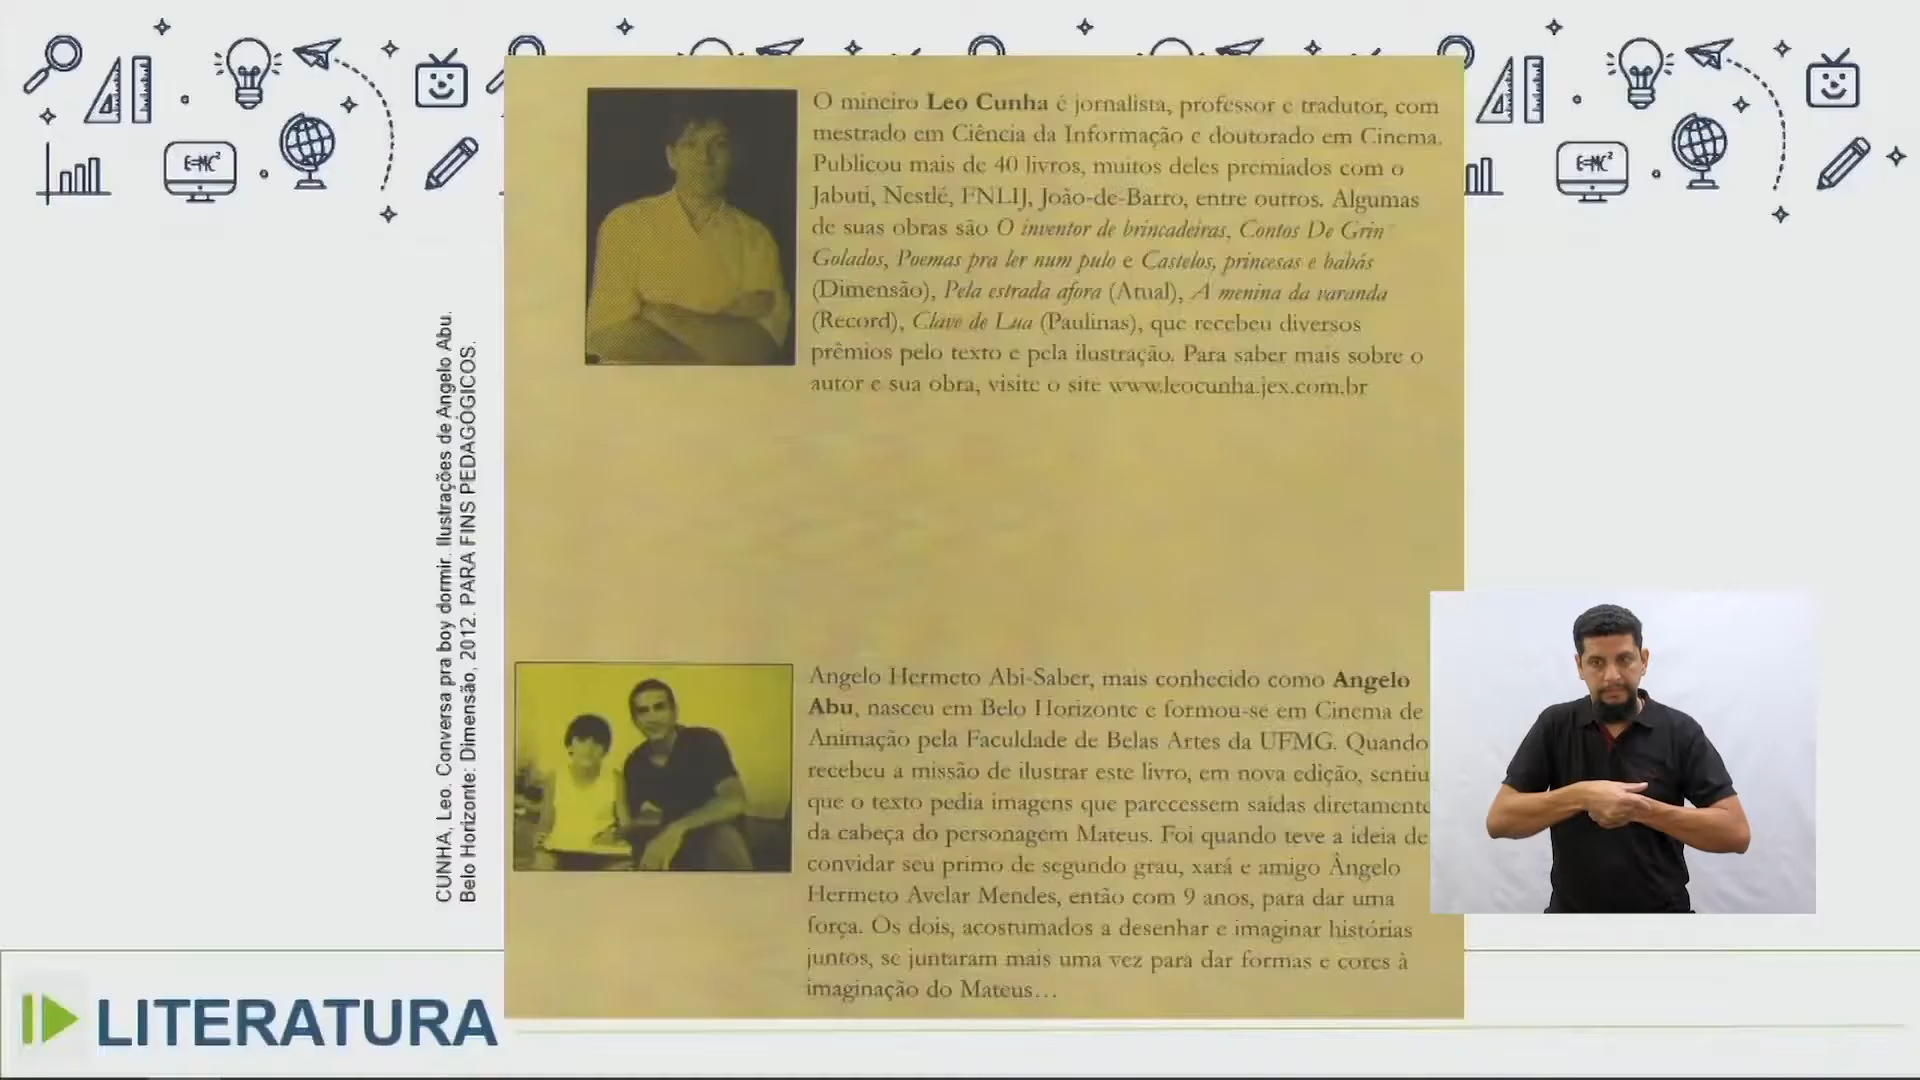 E=MC²
E=MC²
O mineiro Leo Cunha é jornalista, professor e tradutor, com
mestrado em Ciência da Informação e doutorado em Cinema.
Publicou mais de 40 livros, muitos deles premiados com o
Jabuti, Nestlé, FNLIJ, João-de-Barro, entre outros. Algumas
de suas obras são O inventor de brincadeiras, Contos De Grin
Golados, Poemas pra ler num pulo e Castelos, princesas e babás
(Dimensão), Pela estrada afora (Atual), A menina da varanda
(Record), Clave de Lua (Paulinas), que recebeu diversos
prêmios pelo texto e pela ilustração. Para saber mais sobre o
autor e sua obra, visite o site www.leocunha.jex.com.br
CUNHA, Leo. Conversa pra boy dormir. Ilustrações de Angelo Abu.
Belo Horizonte: Dimensão, 2012. PARA FINS PEDAGÓGICOS.
Angelo Hermeto Abi-Saber, mais conhecido como Angelo
Abu, nasceu em Belo Horizonte e formou-se em Cinema de
Animação pela Faculdade de Belas Artes da UFMG. Quando
recebeu a missão de ilustrar este livro, em nova edição, sentiu
que o texto pedia imagens que parecessem saídas diretamente
da cabeça do personagem Mateus. Foi quando teve a ideia de
convidar seu primo de segundo grau, xará e amigo Ângelo
Hermeto Avelar Mendes, então com 9 anos, para dar uma
força. Os dois, acostumados a desenhar e imaginar histórias
juntos, se juntaram mais uma vez para dar formas e cores à
imaginação do Mateus...
LITERATURA